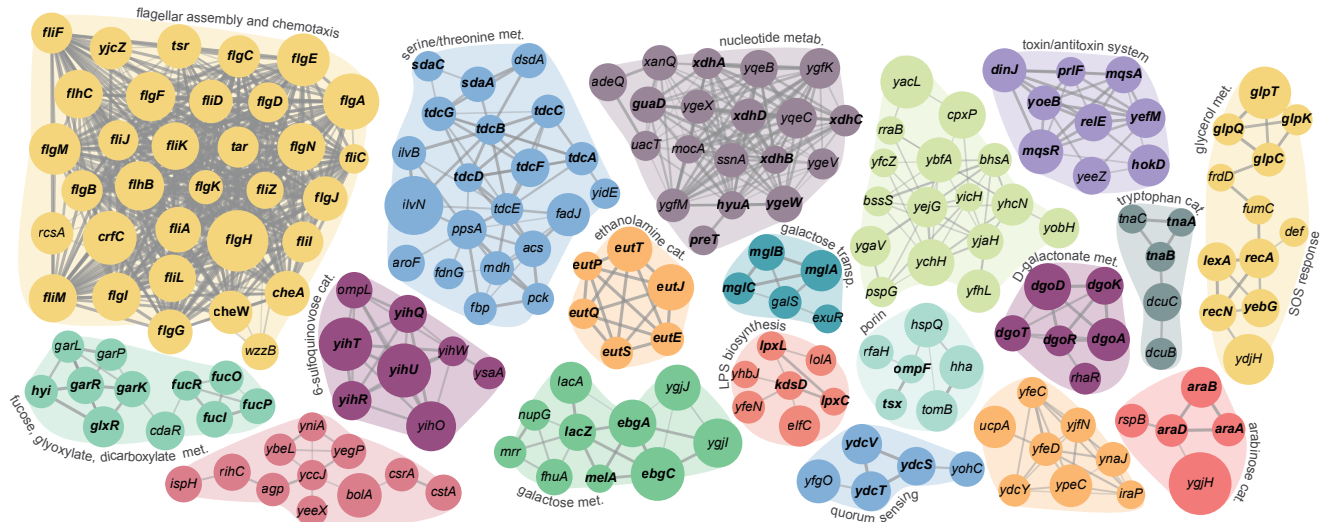 flagellar assembly and chemotaxis
fliF
yjcZ
tsr
flgC
flgE
flhC
flgF
fliD
flgD
flgA
flgM
fliJ
fliK
tar
flgN
fliC
flgB
flhB
flgK
fliZ
flgJ
rcsA
crfC
fliA
flgH
fliI
fliM
flgI
fliL
cheA
flgG
cheW
wzzB
serine/threonine met.
sdaC
dsdA
sdaA
tdcG
tdcC
tdcB
ilvB
tdcF
tdcA
tdcD
yidE
ilvN
tdcE
fadJ
ppsA
aroF
acs
fdnG
mdh
fbp
pck
nucleotide metab.
adeQ
xanQ
xdhA
yqeB
ygfK
guaD
ygeX
xdhD
yqeC
xdhC
uacT
mocA
ssnA
xdhB
ygeV
ygfM
hyuA
ygeW
preT
yacL
cpxP
rraB
yfcZ
ybfA
bhsA
bssS
yejG
yicH
yhcN
ygaV
yjaH
yobH
ychH
pspG
yfhL
toxin/antitoxin system
dinJ
prlF
mqsA
yoeB
relE
yefM
mqsR
yeeZ
hokD
glycerol met.
glpT
glpQ
glpK
glpC
frdD
fumC
def
lexA
recA
recN
yebG
ydjH
SOS response
tryptophan cat.
tnaC
tnaA
tnaB
dcuC
dcuB
ethanolamine cat.
eutT
eutP
eutJ
eutQ
eutS
eutE
galactose transp.
mglB
mglA
mglC
galS
exuR
D-galactonate met.
dgoD
dgoK
dgoT
dgoR
dgoA
rhaR
6-sulfoquinovose cat.
ompL
yihQ
yihT
yihW
yihU
ysaA
yihR
yihO
fucose, glyoxylate, dicarboxylate met.
garL
garP
hyi
garR
garK
fucR
fucO
glxR
cdaR
fucI
fucP
yniA
ybeL
yegP
rihC
yccJ
csrA
ispH
agp
bolA
cstA
yeeX
galactose met.
lacA
ygjJ
nupG
ebgA
lacZ
mrr
ygjI
fhuA
melA
ebgC
LPS biosynthesis
lpxL
lolA
yhbJ
kdsD
yfeN
lpxC
elfC
porin
hspQ
rfaH
hha
ompF
tsx
tomB
quorum sensing
ydcV
ydcS
yohC
yfgO
ydcT
yfeC
ucpA
yjfN
yfeD
ynaJ
ydcY
ypeC
iraP
arabinose cat.
araB
rspB
araD
araA
ygjH